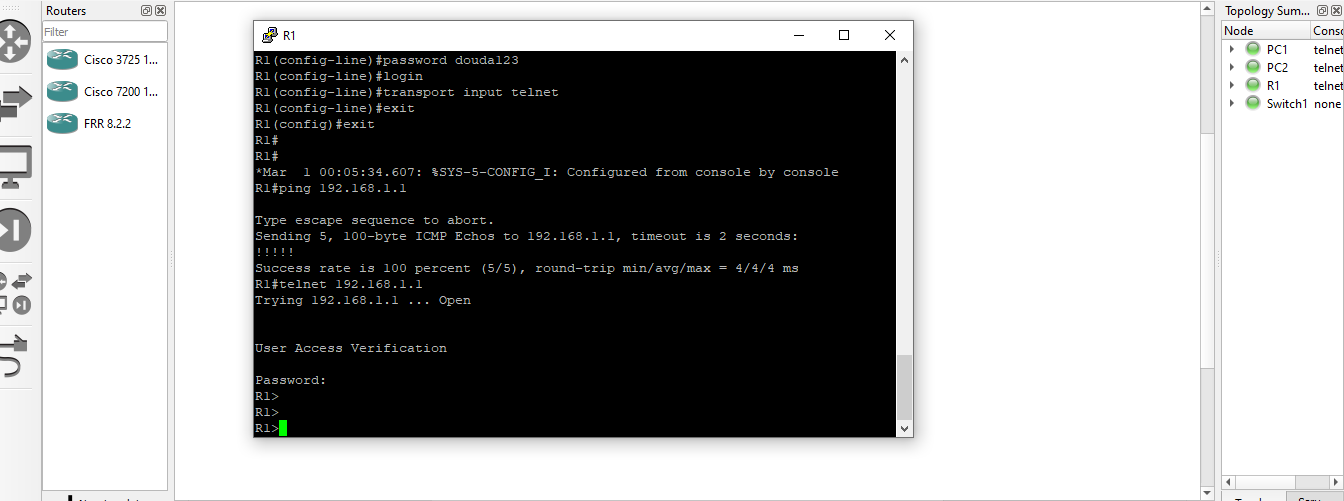 Routers
Filter
Cisco 3725 1...
Cisco 7200 1...
FRR 8.2.2
R1
R1(config-line)#password douda123
R1(config-line)#login
R1(config-line)#transport input telnet
R1(config-line)#exit
R1(config)#exit
R1#
R1#
*Mar  1 00:05:34.607: %SYS-5-CONFIG_I: Configured from console by console
R1#ping 192.168.1.1
Type escape sequence to abort.
Sending 5, 100-byte ICMP Echos to 192.168.1.1, timeout is 2 seconds:
!!!!!
Success rate is 100 percent (5/5), round-trip min/avg/max = 4/4/4 ms
R1#telnet 192.168.1.1
Trying 192.168.1.1 ... Open
User Access Verification
Password:
R1>
R1>
R1>
Topology Sum...
Node Conso
PC1 telnet
PC2 telnet
R1 telnet
Switch1 none